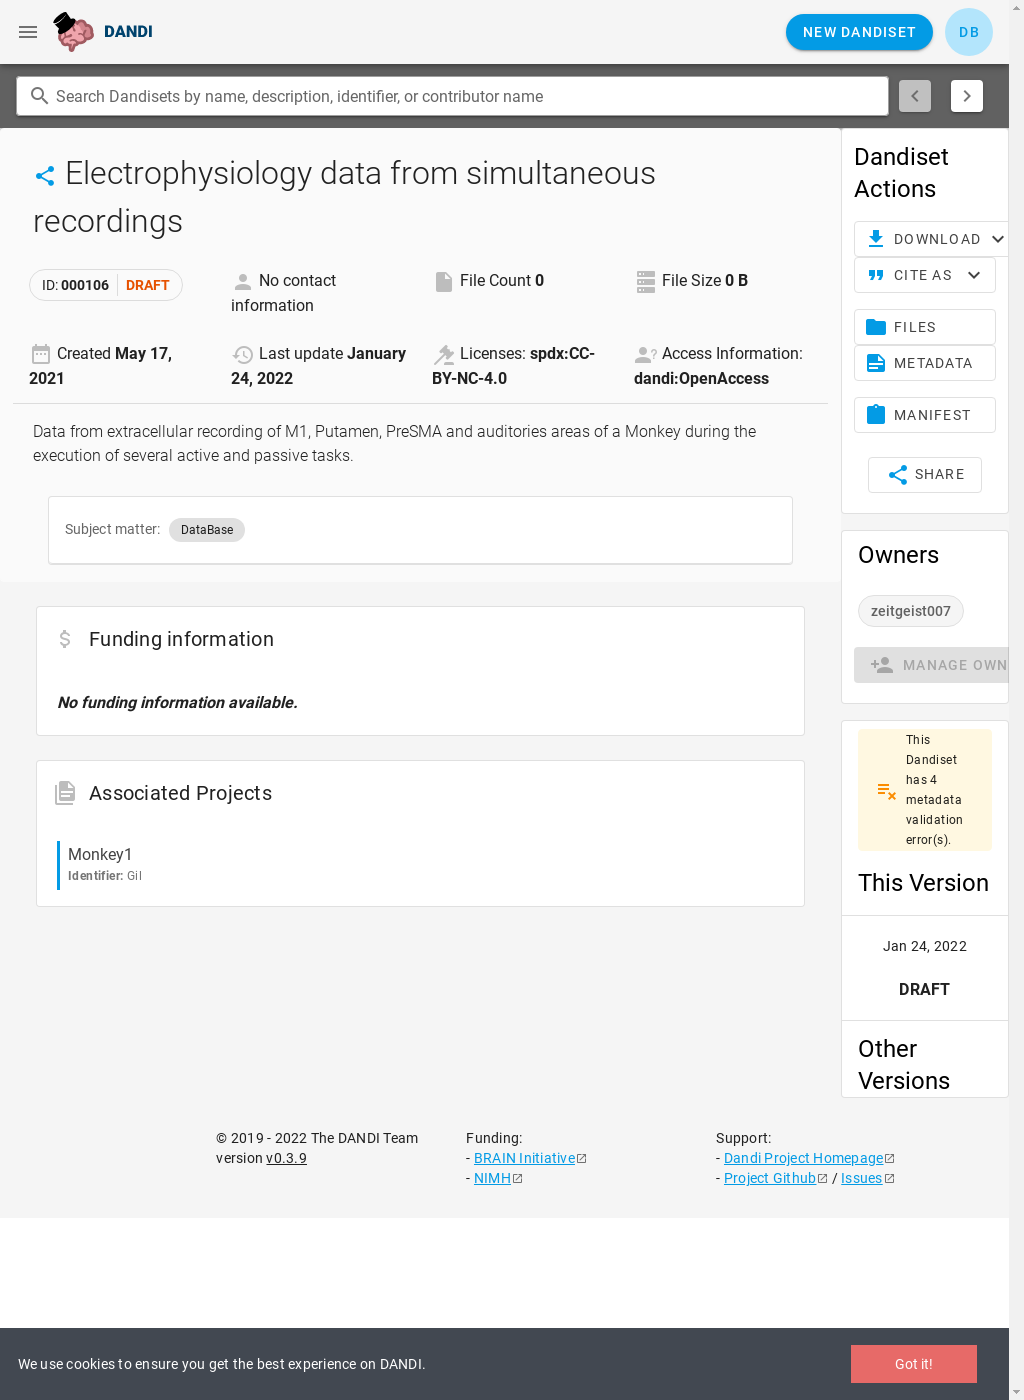 DANDI
NEW DANDISET
DB
Search Dandisets by name, description, identifier, or contributor name
Electrophysiology data from simultaneous
recordings
ID: 000106 DRAFT
No contact
information
File Count 0
File Size 0 B
Created May 17,
2021
Last update January
24, 2022
Licenses: spdx:CC-
BY-NC-4.0
Access Information:
dandi:OpenAccess
Data from extracellular recording of M1, Putamen, PreSMA and auditories areas of a Monkey during the
execution of several active and passive tasks.
Subject matter: DataBase
Funding information
No funding information available.
Associated Projects
Monkey1
Identifier: Gil
Dandiset
Actions
DOWNLOAD
CITE AS
FILES
METADATA
MANIFEST
SHARE
Owners
zeitgeist007
MANAGE OWN
This
Dandiset
has 4
metadata
validation
error(s).
This Version
Jan 24, 2022
DRAFT
Other
Versions
© 2019 - 2022 The DANDI Team
version v0.3.9
Funding:
- BRAIN Initiative
- NIMH
Support:
- Dandi Project Homepage
- Project Github / Issues
We use cookies to ensure you get the best experience on DANDI.
Got it!